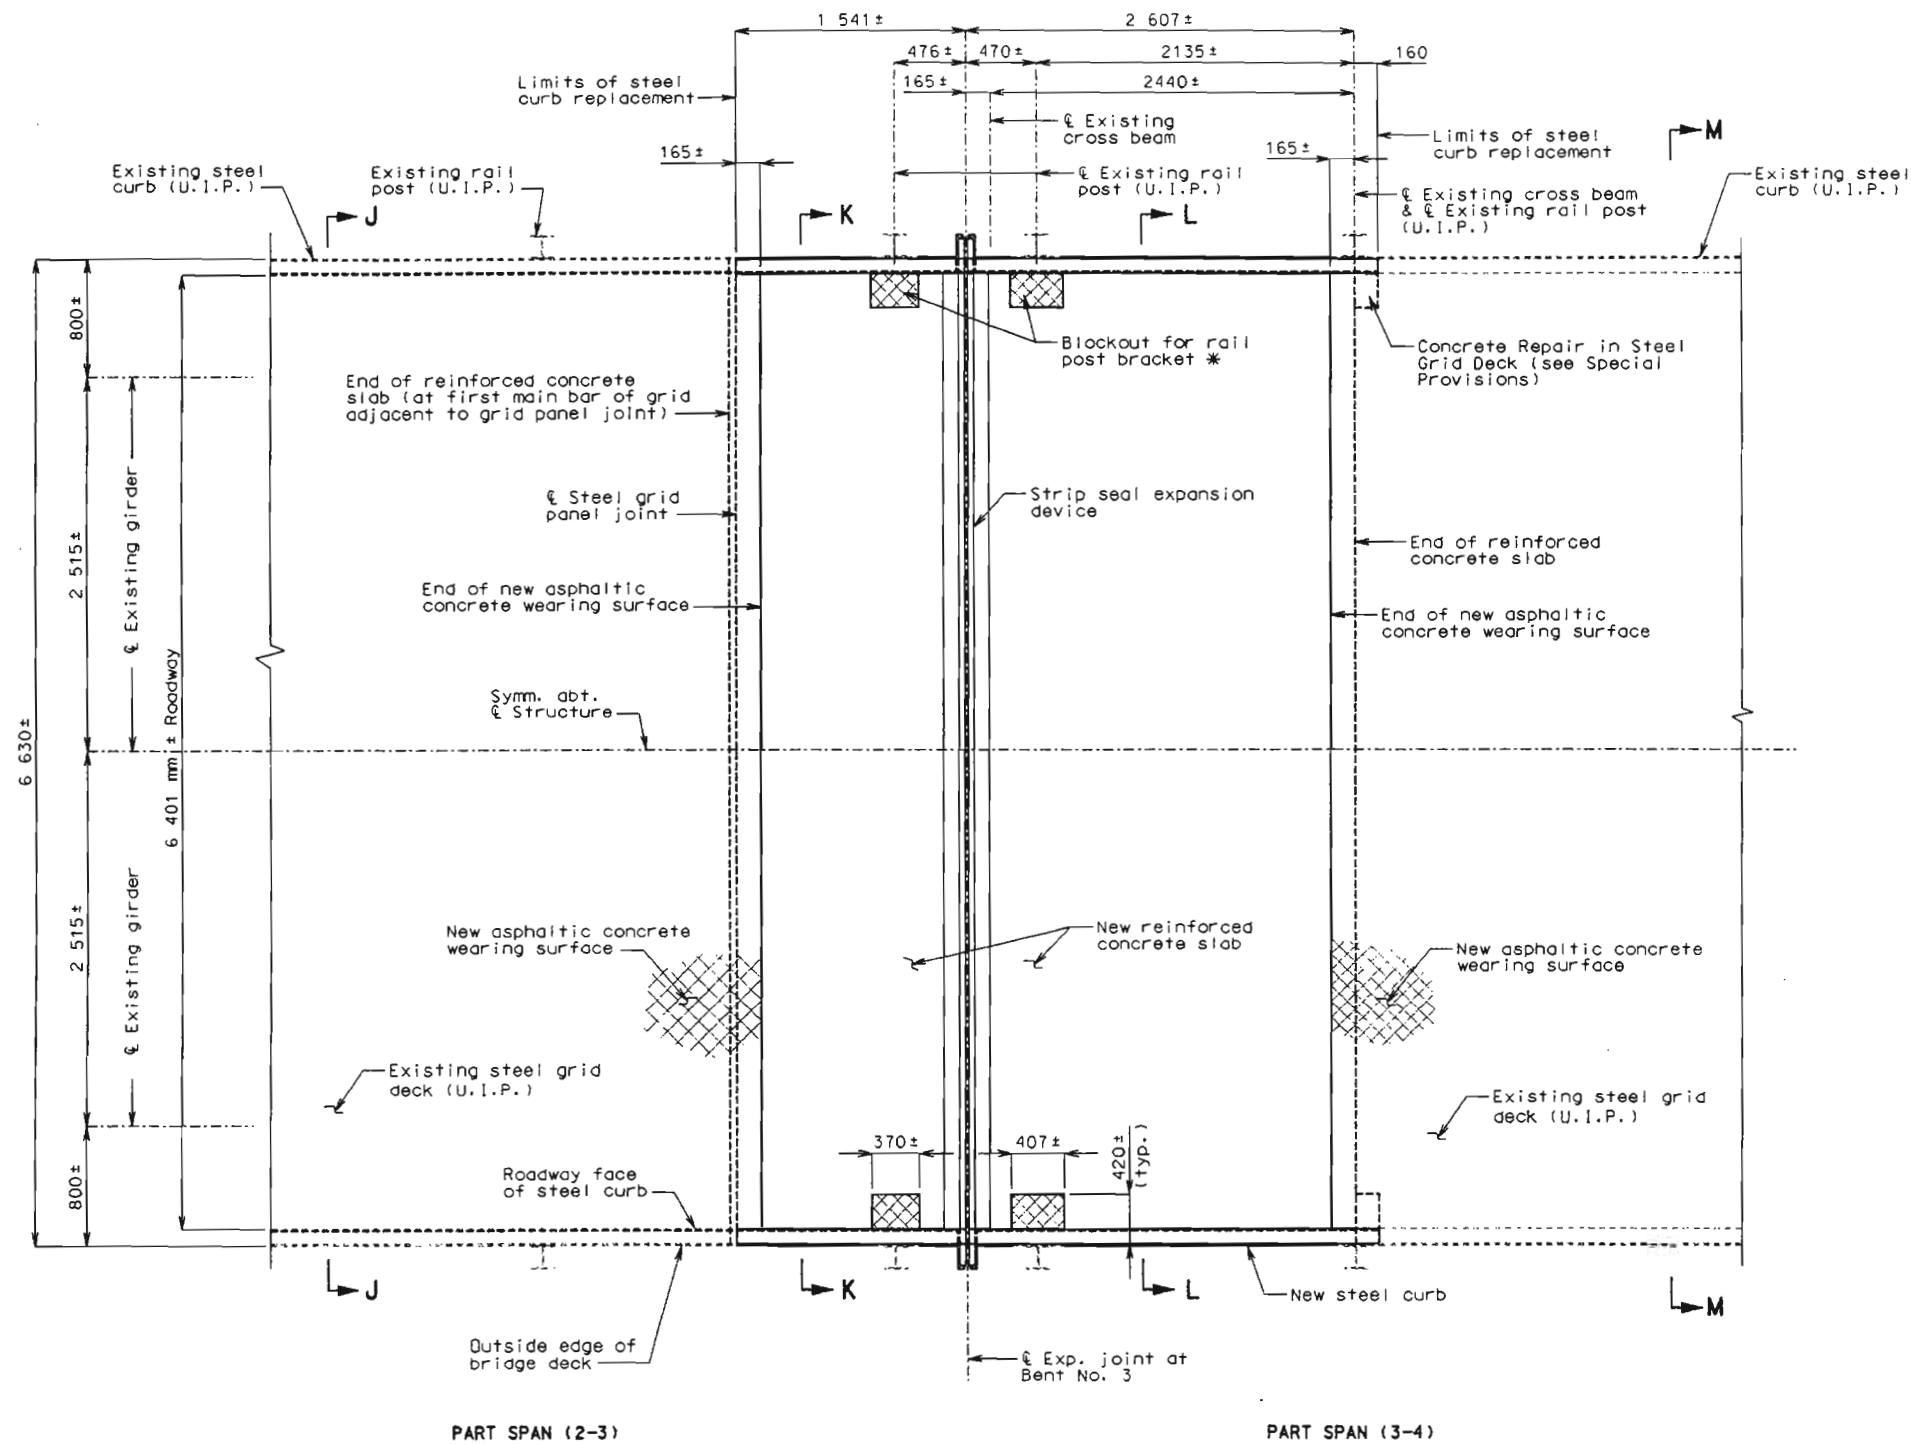 1 541±
2 607±
476±
470±
2135±
160
165±
2440±
Limits of steel
curb replacement
℄ Existing
cross beam
Limits of steel
curb replacement
M
165±
165±
Existing steel
curb (U.I.P.)
Existing rail
post (U.I.P.)
℄ Existing rail
post (U.I.P.)
℄ Existing cross beam
& ℄ Existing rail post
(U.I.P.)
Existing steel
curb (U.I.P.)
J
K
L
800±
Blockout for rail
post bracket *
Concrete Repair in Steel
Grid Deck (see Special
Provisions)
End of reinforced concrete
slab (at first main bar of grid
adjacent to grid panel joint)
℄ Steel grid
panel joint
Strip seal expansion
device
End of reinforced
concrete slab
2 515±
℄ Existing girder
End of new asphaltic
concrete wearing surface
End of new asphaltic
concrete wearing surface
Symm. abt.
℄ Structure
6 630±
6 401 mm ± Roadway
2 515±
℄ Existing girder
New asphaltic concrete
wearing surface
New reinforced
concrete slab
New asphaltic concrete
wearing surface
Existing steel grid
deck (U.I.P.)
Existing steel grid
deck (U.I.P.)
370±
407±
420±
(typ.)
800±
Roadway face
of steel curb
J
K
L
New steel curb
M
Outside edge of
bridge deck
℄ Exp. joint at
Bent No. 3
PART SPAN (2-3)
PART SPAN (3-4)